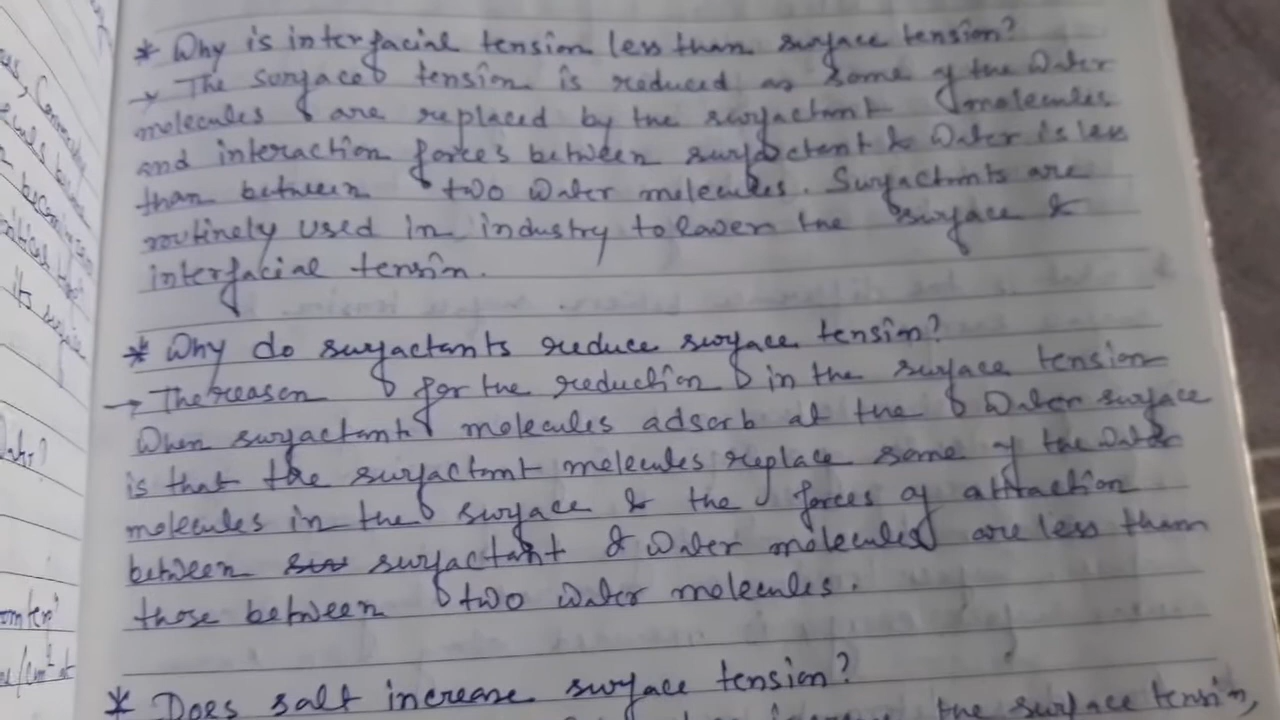 * Why is interfacial tension less than surface tension?
→ The surface tension is reduced as some of the water
molecules are replaced by the surfactant molecules
and interaction forces between surfactant & water is less
than between two water molecules. Surfactants are
routinely used in industry to lower the surface &
interfacial tension.
* Why do surfactants reduce surface tension?
→ The reason for the reduction in the surface tension
When surfactant molecules adsorb at the water surface
is that the surfactant molecules replace some of the water
molecules in the surface & the forces of attraction
between surfactant & water molecules are less than
those between two water molecules.
* Does salt increase surface tension?
the surface tension,